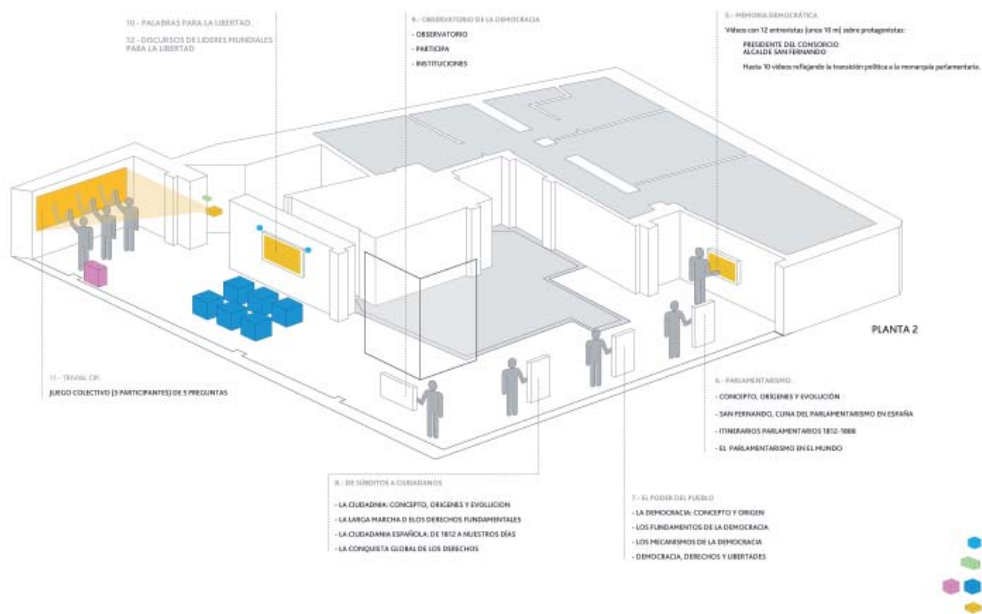 10 - PALABRAS PARA LA LIBERTAD.
12 - DISCURSOS DE LIDERES MUNDIALES
PARA LA LIBERTAD
9.- OBSERVATORIO DE LA DEMOCRACIA
- OBSERVATORIO
- PARTICIPA
- INSTITUCIONES
5.- MEMORIA DEMOCRÁTICA
Vídeos con 12 entrevistas (unos 10 m) sobre protagonistas:
PRESIDENTE DEL CONSORCIO
ALCALDE SAN FERNANDO
Hasta 10 vídeos reflejando la transición política a la monarquía parlamentaria.
PLANTA 2
11.- TRIVIAL CIP.
JUEGO COLECTIVO (3 PARTICIPANTES) DE 5 PREGUNTAS
6.- PARLAMENTARISMO.
- CONCEPTO, ORÍGENES Y EVOLUCIÓN
- SAN FERNANDO, CUNA DEL PARLAMENTARISMO EN ESPAÑA
- ITINERARIOS PARLAMENTARIOS 1812-
- EL PARLAMENTARISMO EN EL MUNDO
8.- DE SÚBDITOS A CIUDADANOS
- LA CIUDADNIA: CONCEPTO, ORIGENES Y EVOLLICION
- LA LARGA MARCHA D ELOS DERECHOS FUNDAMENTALES
- LA CIUDADANIA ESPAÑOLA: DE 1812 A NUESTROS DÍAS
- LA CONQUISTA GLOBAL DE LOS DERECHOS
7.- EL PODER DEL PUEBLO
- LA DEMOCRACIA: CONCEPTO Y ORIGEN
- LOS FUNDAMENTOS DE LA DEMOCRACIA
- LOS MECANISMOS DE LA DEMOCRACIA
- DEMOCRACIA, DERECHOS Y LIBERTADES